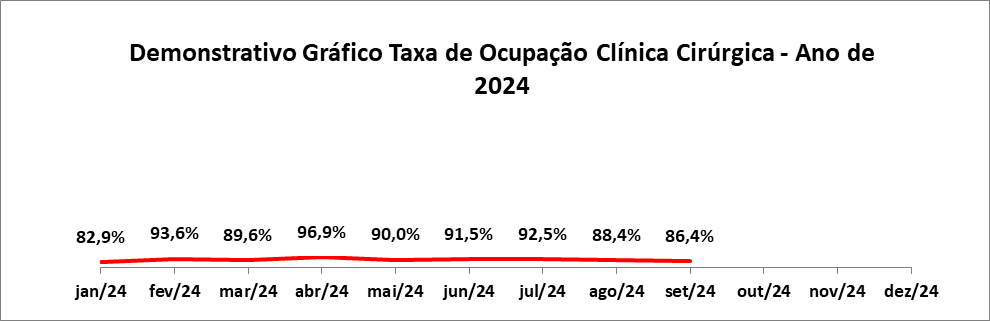 Demonstrativo Gráfico Taxa de Ocupação Clínica Cirúrgica - Ano de
2024
82,9% 93,6% 89,6% 96,9% 90,0% 91,5% 92,5% 88,4% 86,4%
jan/24 fev/24 mar/24 abr/24 mai/24 jun/24 jul/24 ago/24 set/24 out/24 nov/24 dez/24